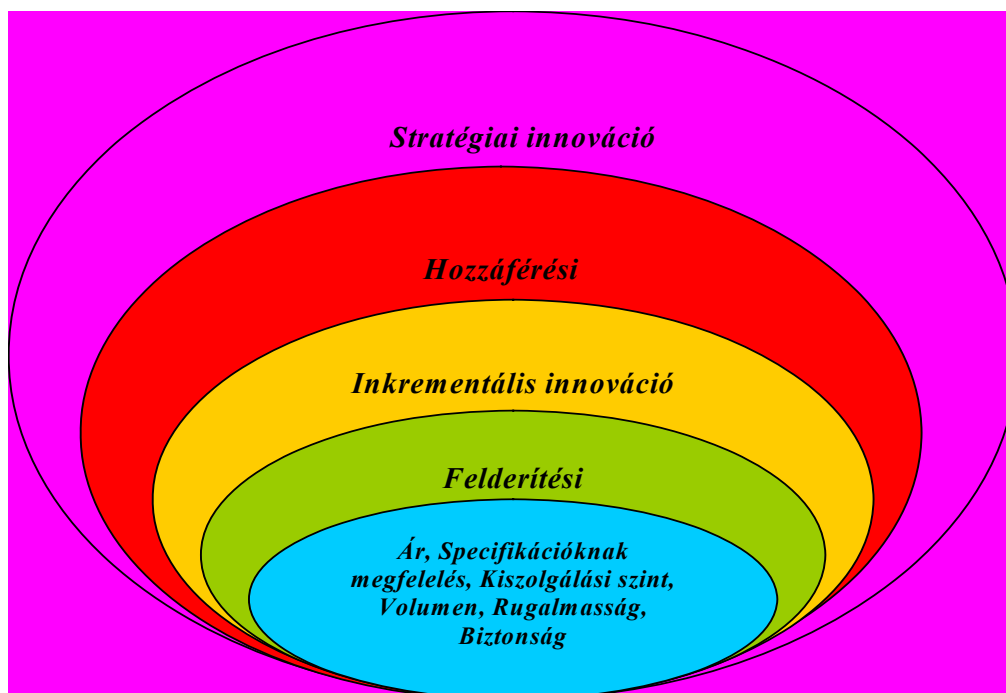 Stratégiai innováció
Hozzáférési
Inkrementális innováció
Felderítési
Ár, Specifikációknak
megfelelés, Kiszolgálási szint,
Volumen, Rugalmasság,
Biztonság